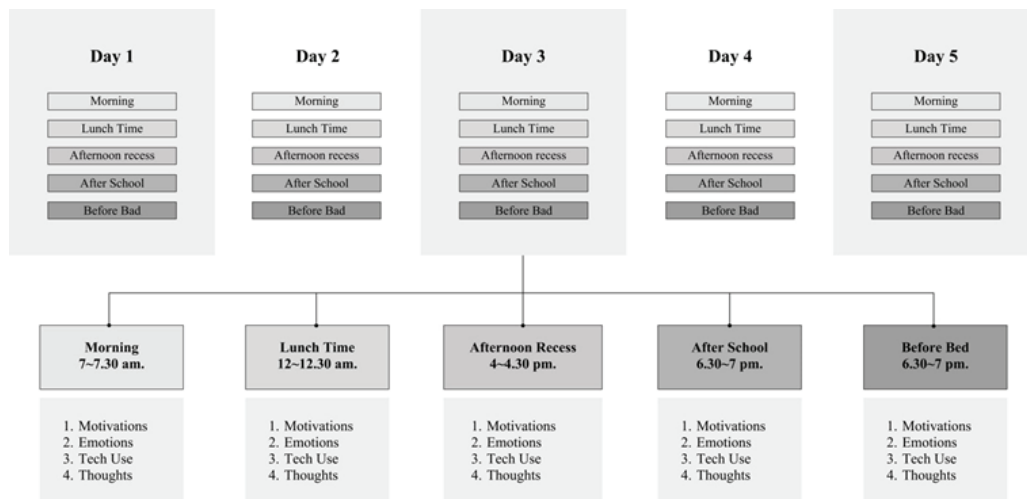 Day 1
Day 2
Day 3
Day 4
Day 5
Morning
Morning
Morning
Morning
Morning
Lunch Time
Lunch Time
Lunch Time
Lunch Time
Lunch Time
Afternoon recess
Afternoon recess
Afternoon recess
Afternoon recess
Afternoon recess
After School
After School
After School
After School
After School
Before Bad
Before Bad
Before Bad
Before Bad
Before Bad
Morning
7~7.30 am.
Lunch Time
12~12.30 am.
Afternoon Recess
4~4.30 pm.
After School
6.30~7 pm.
Before Bed
6.30~7 pm.
1. Motivations
2. Emotions
3. Tech Use
4. Thoughts
1. Motivations
2. Emotions
3. Tech Use
4. Thoughts
1. Motivations
2. Emotions
3. Tech Use
4. Thoughts
1. Motivations
2. Emotions
3. Tech Use
4. Thoughts
1. Motivations
2. Emotions
3. Tech Use
4. Thoughts